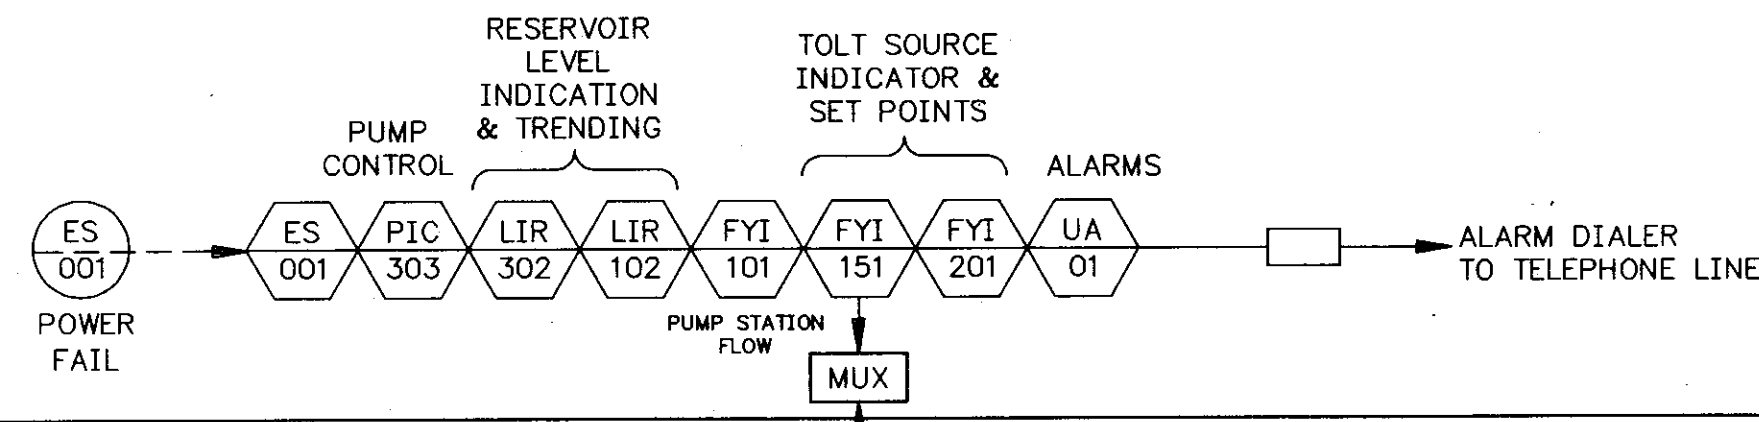 RESERVOIR
LEVEL
INDICATION
& TRENDING
TOLT SOURCE
INDICATOR &
SET POINTS
PUMP
CONTROL
ALARMS
ES
001
ES
001
PIC
303
LIR
302
LIR
102
FYI
101
FYI
151
FYI
201
UA
01
ALARM DIALER
TO TELEPHONE LINE
POWER
FAIL
PUMP STATION
FLOW
MUX